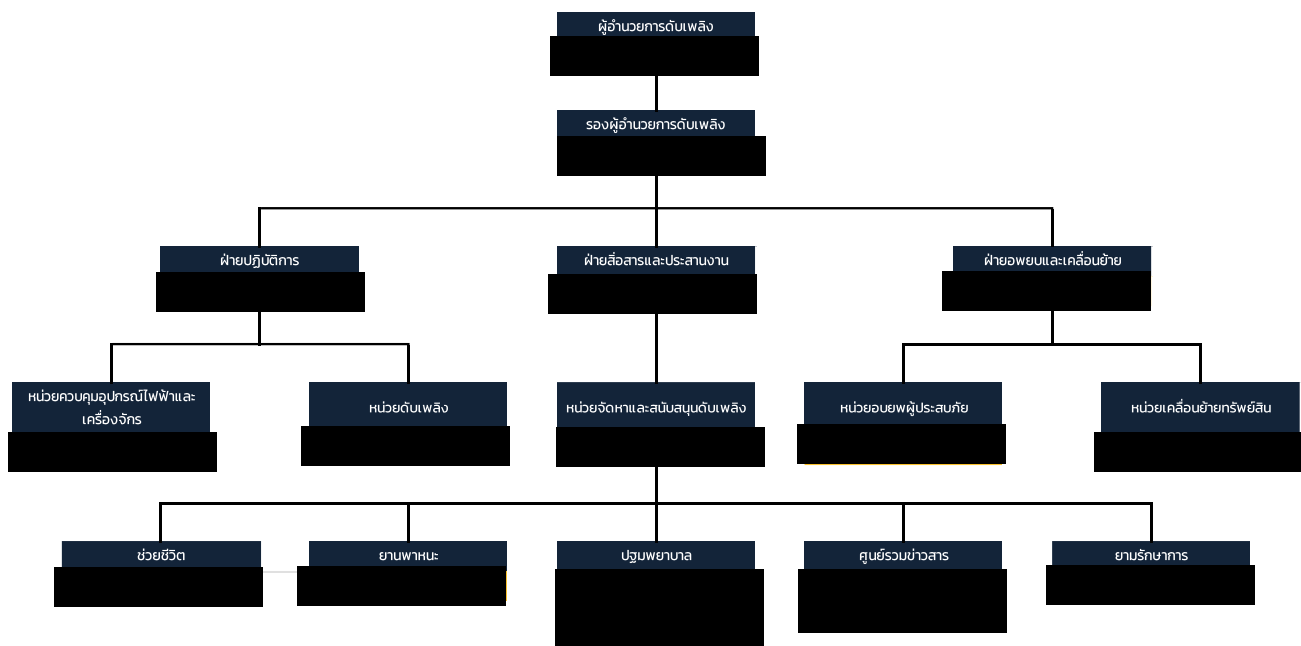 ผู้อำนวยการดับเพลิง
รองผู้อำนวยการดับเพลิง
ฝ่ายปฏิบัติการ
ฝ่ายสื่อสารและประสานงาน
ฝ่ายอพยบและเคลื่อนย้าย
หน่วยควบคุมอุปกรณ์ไฟฟ้าและ
เครื่องจักร
หน่วยดับเพลิง
หน่วยจัดหาและสนับสนุนดับเพลิง
หน่วยอบยพผู้ประสบภัย
หน่วยเคลื่อนย้ายทรัพย์สิน
ช่วยชีวิต
ยานพาหนะ
ปฐมพยาบาล
ศูนย์รวมข่าวสาร
ยามรักษาการ